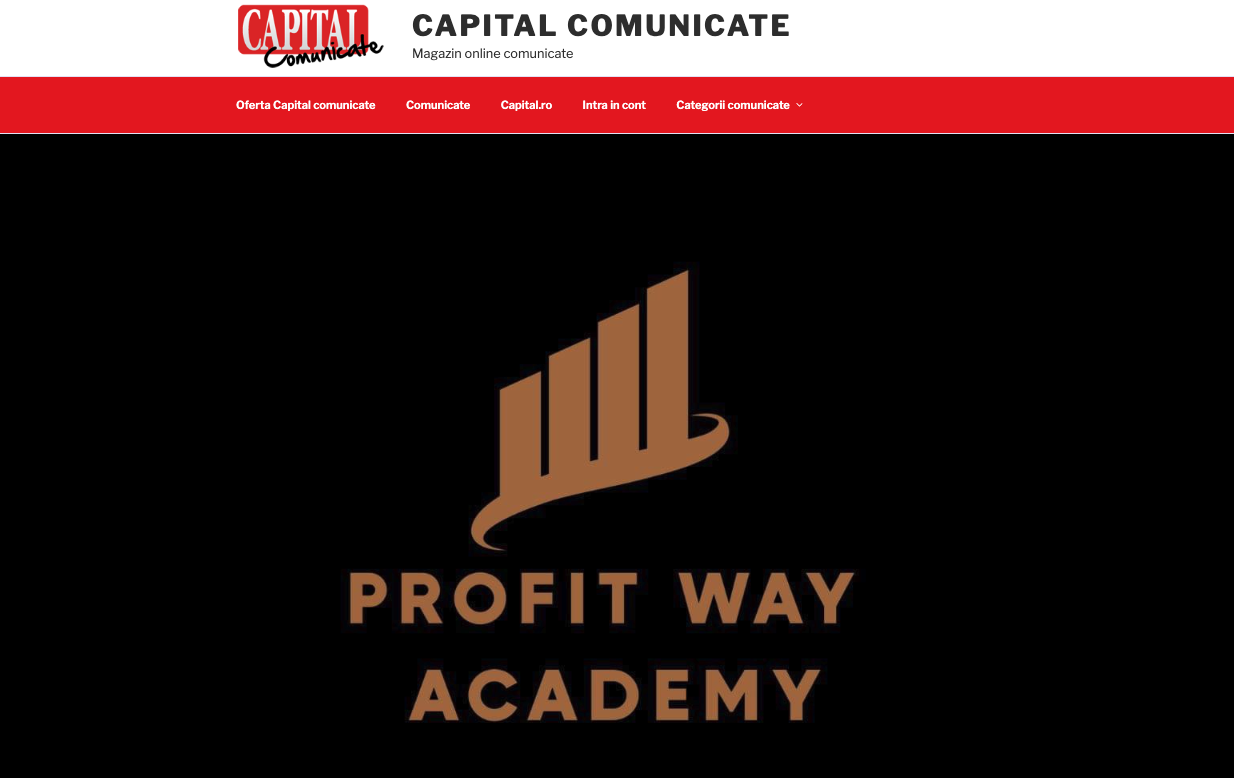 CAPITAL
Comunicate
CAPITAL COMUNICATE
Magazin online comunicate
Oferta Capital comunicate Comunicate Capital.ro Intra in cont Categorii comunicate
PROFIT WAY
ACADEMY